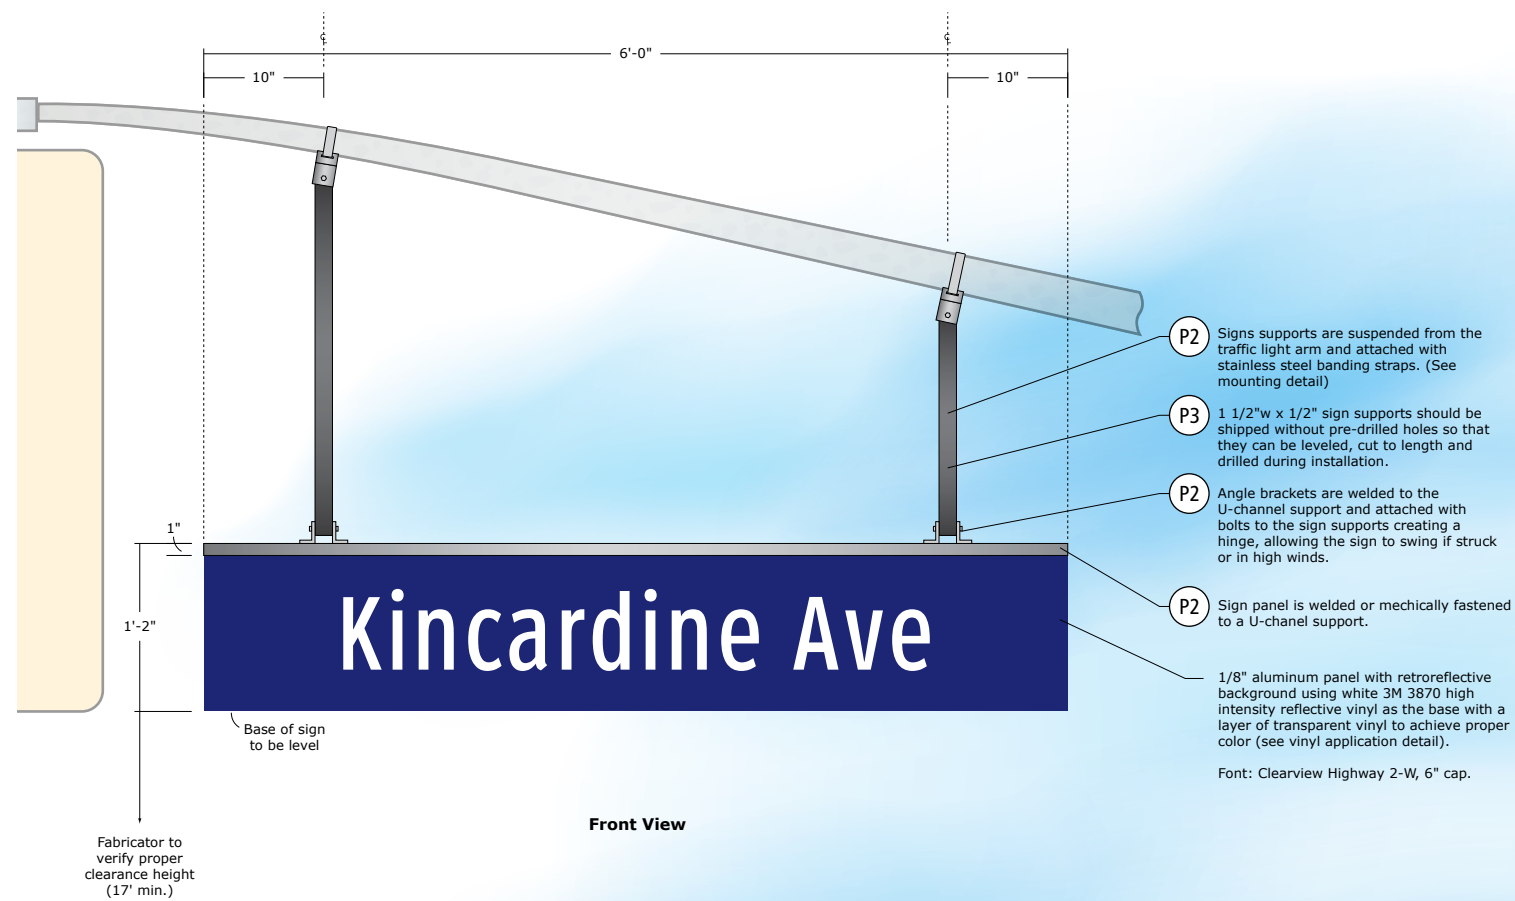 ℄
℄
6'-0"
10"
10"
P2
Signs supports are suspended from the
traffic light arm and attached with
stainless steel banding straps. (See
mounting detail)
P3
1 1/2"w x 1/2" sign supports should be
shipped without pre-drilled holes so that
they can be leveled, cut to length and
drilled during installation.
P2
Angle brackets are welded to the
U-channel support and attached with
bolts to the sign supports creating a
hinge, allowing the sign to swing if struck
or in high winds.
1"
1'-2"
Kincardine Ave
P2
Sign panel is welded or mechically fastened
to a U-chanel support.
1/8" aluminum panel with retroreflective
background using white 3M 3870 high
intensity reflective vinyl as the base with a
layer of transparent vinyl to achieve proper
color (see vinyl application detail).
Font: Clearview Highway 2-W, 6" cap.
Base of sign
to be level
Front View
Fabricator to
verify proper
clearance height
(17' min.)